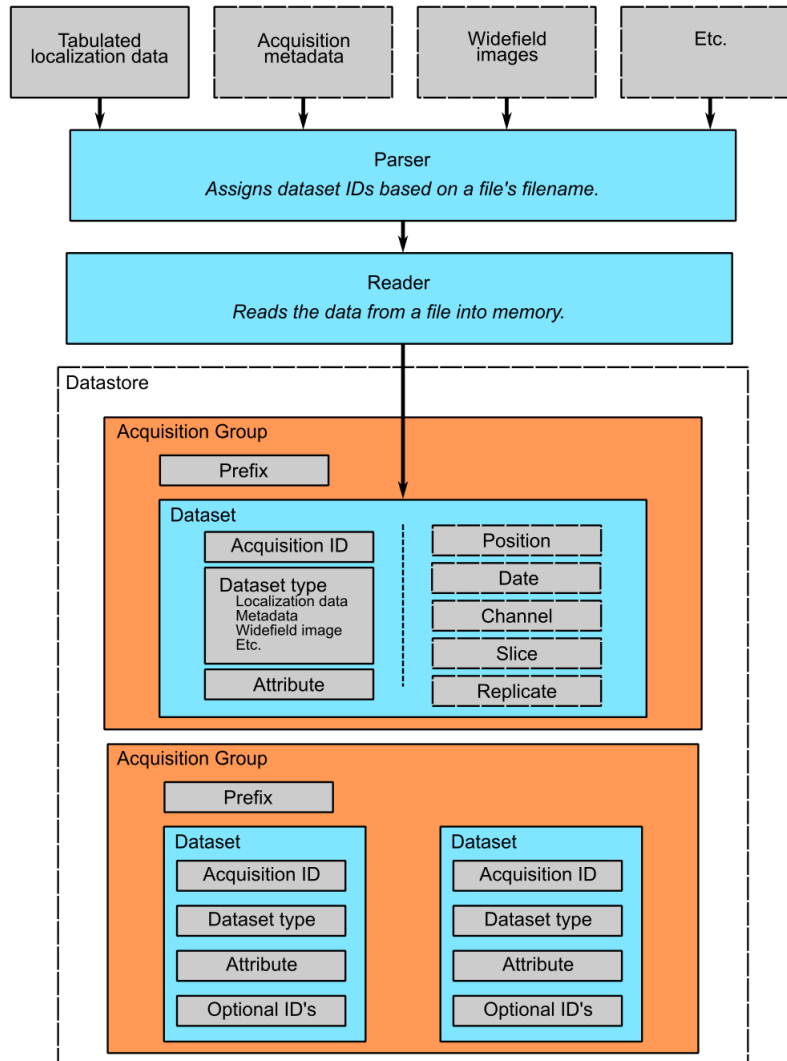 Tabulated
localization data
Acquisition
metadata
Widefield
images
Etc.
Parser
Assigns dataset IDs based on a file's filename.
Reader
Reads the data from a file into memory.
Datastore
Acquisition Group
Prefix
Dataset
Acquisition ID
Dataset type
Localization data
Metadata
Widefield image
Etc.
Attribute
Position
Date
Channel
Slice
Replicate
Acquisition Group
Prefix
Dataset
Acquisition ID
Dataset type
Attribute
Optional ID's
Dataset
Acquisition ID
Dataset type
Attribute
Optional ID's